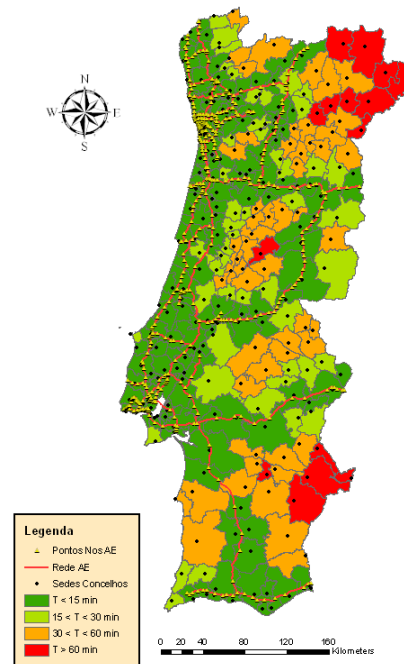 N
W E
S
Legenda
Pontos Nos AE
Rede AE
Sedes Concelhos
T < 15 min
15 < T < 30 min
30 < T < 60 min
T > 60 min
0 20 40 80 120 160
Kilometers